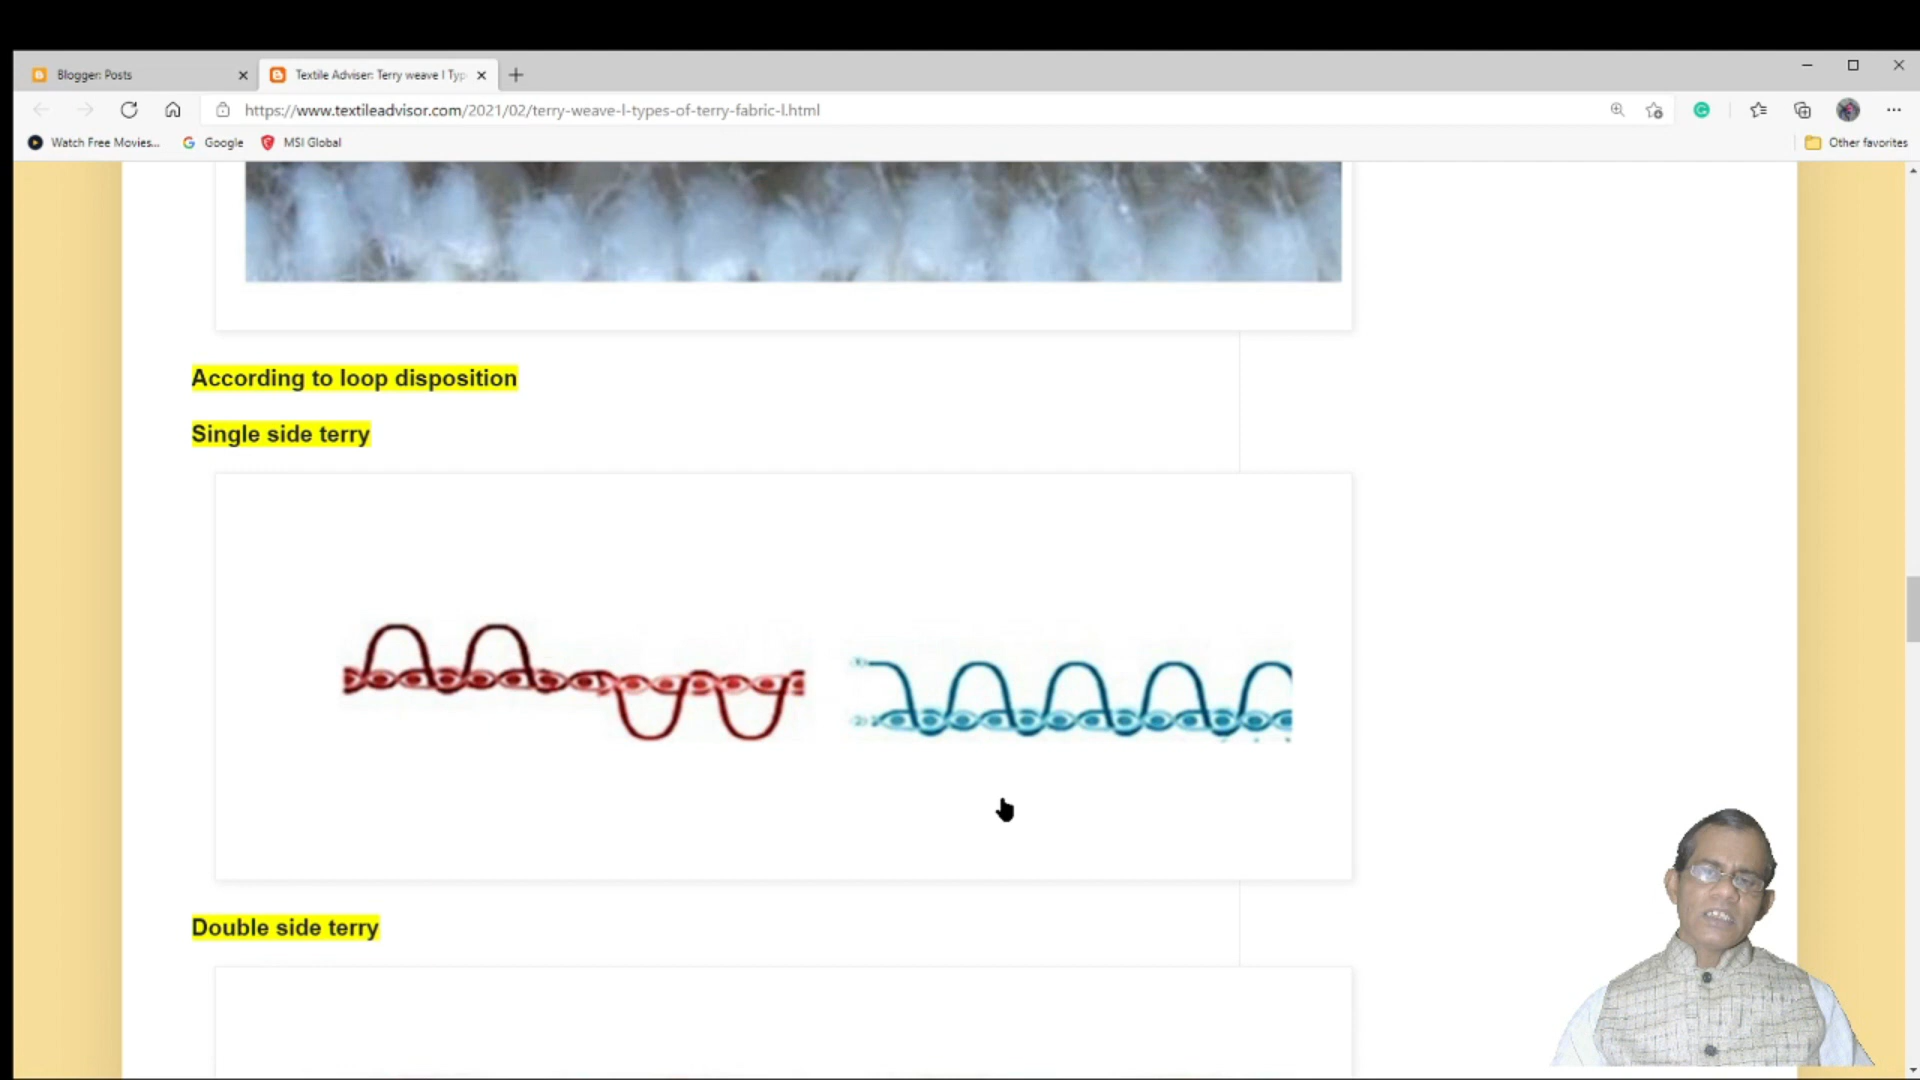 Blogger: Posts
Textile Adviser: Terry weave l Typ
https://www.textileadvisor.com/2021/02/terry-weave-l-types-of-terry-fabric-l.html
Watch Free Movies...
Google
MSI Global
Other favorites
According to loop disposition
Single side terry
Double side terry